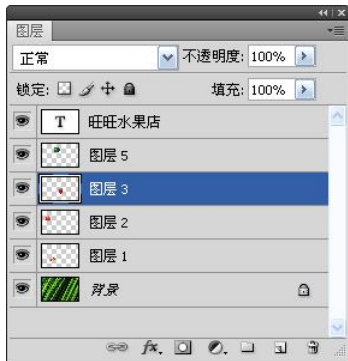 图层
正常 不透明度: 100%
锁定: 填充: 100%
T 旺旺水果店
图层 5
图层 3
图层 2
图层 1
背景
fx.